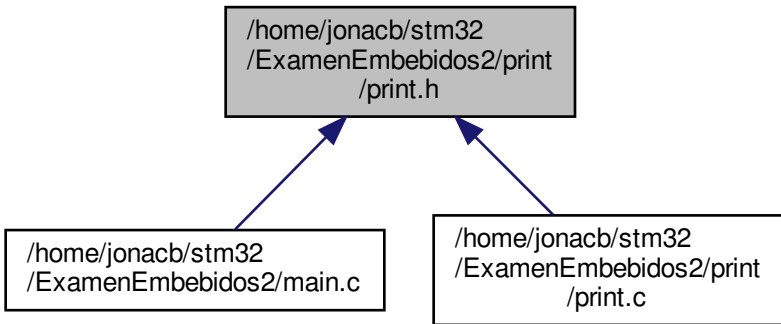 /home/jonacb/stm32
/ExamenEmbebidos2/print
/print.h
/home/jonacb/stm32
/ExamenEmbebidos2/main.c
/home/jonacb/stm32
/ExamenEmbebidos2/print
/print.c